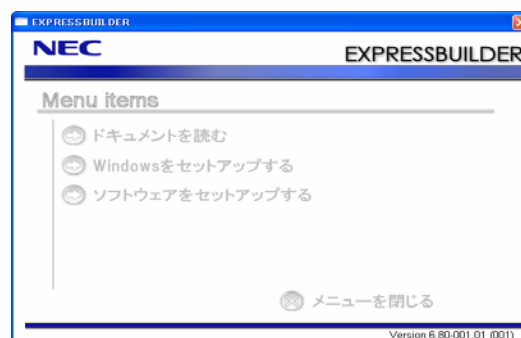 EXPRESSBUILDER
NEC
EXPRESSBUILDER
Menu items
ドキュメントを読む
Windowsをセットアップする
ソフトウェアをセットアップする
メニューを閉じる
Version 6.80-001.01 (001)